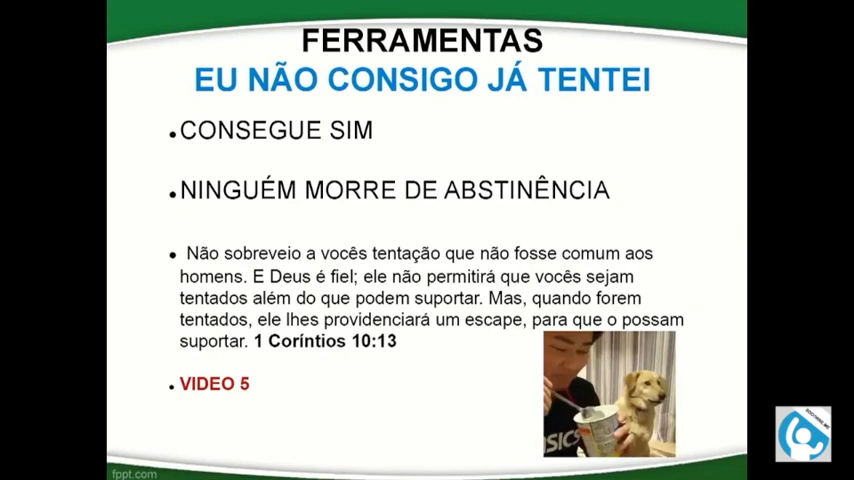 FERRAMENTAS
EU NÃO CONSIGO JÁ TENTEI
•CONSEGUE SIM
•NINGUÉM MORRE DE ABSTINÊNCIA
• Não sobreveio a vocês tentação que não fosse comum aos
homens. E Deus é fiel; ele não permitirá que vocês sejam
tentados além do que podem suportar. Mas, quando forem
tentados, ele lhes providenciará um escape, para que o possam
suportar. 1 Coríntios 10:13
• VIDEO 5
SICS
fppt.com